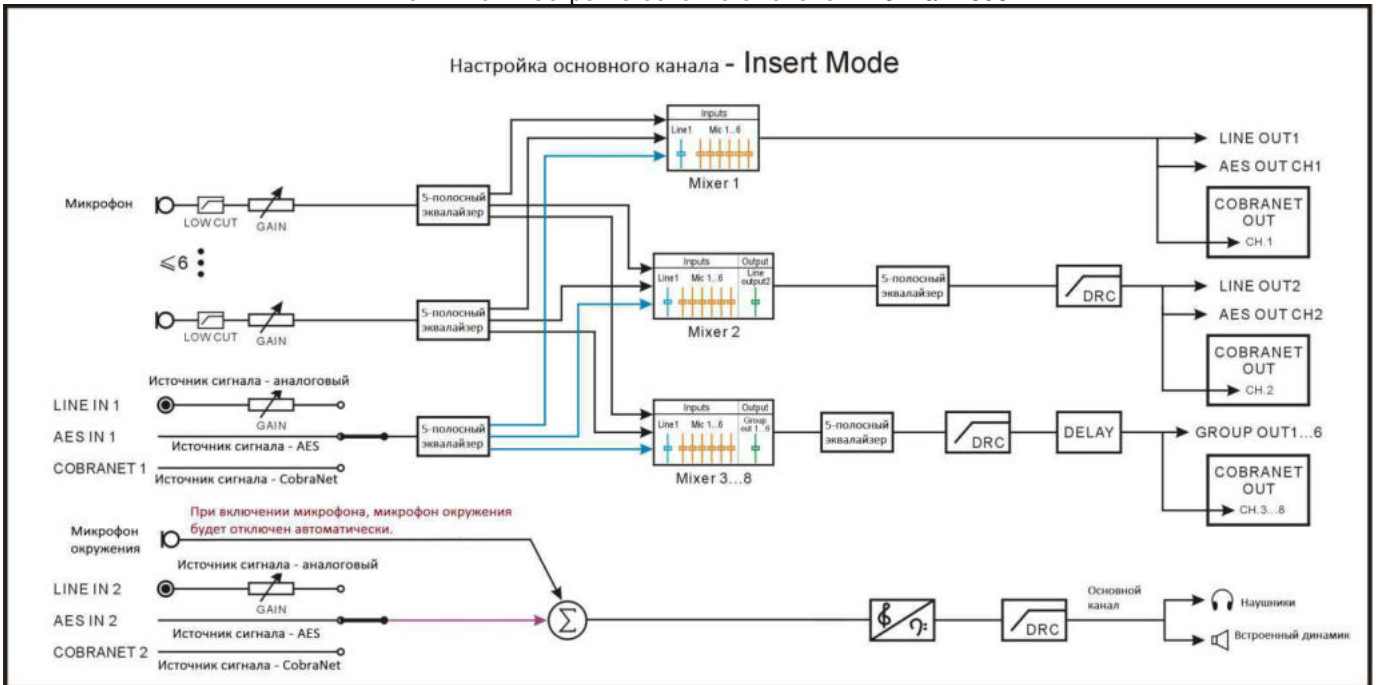 Настройка основного канала - Insert Mode
Inputs
Line1 Mic 1...6
Mixer 1
LINE OUT1
AES OUT CH1
COBRANET
OUT
CH.1
Микрофон
LOW CUT
GAIN
5-полосный
эквалайзер
⩽6
Inputs
Output
Line1 Mic 1...6
Line
output2
Mixer 2
5-полосный
эквалайзер
DRC
LINE OUT2
AES OUT CH2
COBRANET
OUT
CH.2
LOW CUT
GAIN
5-полосный
эквалайзер
Источник сигнала - аналоговый
LINE IN 1
GAIN
AES IN 1
Источник сигнала - AES
COBRANET 1
Источник сигнала - CobraNet
5-полосный
эквалайзер
Inputs
Output
Line1 Mic 1...6
Group
out 1...6
Mixer 3...8
5-полосный
эквалайзер
DRC
DELAY
GROUP OUT1...6
COBRANET
OUT
CH.3...8
При включении микрофона, микрофон окружения
будет отключен автоматически.
Микрофон
окружения
Источник сигнала - аналоговый
LINE IN 2
GAIN
AES IN 2
Источник сигнала - AES
COBRANET 2
Источник сигнала - CobraNet
Σ
DRC
Основной
канал
Наушники
Встроенный динамик